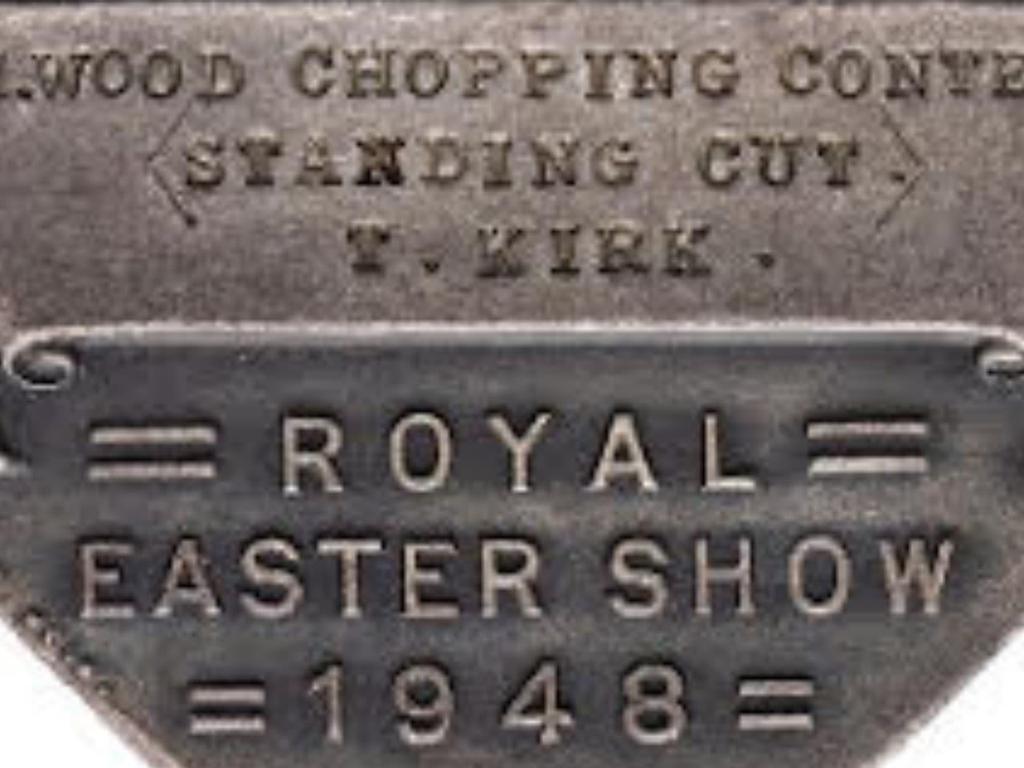 .WOOD CHOPPING CONTE
<STANDING CUT.>
T. KIRK.
= ROYAL =
EASTER SHOW
= 1948 =